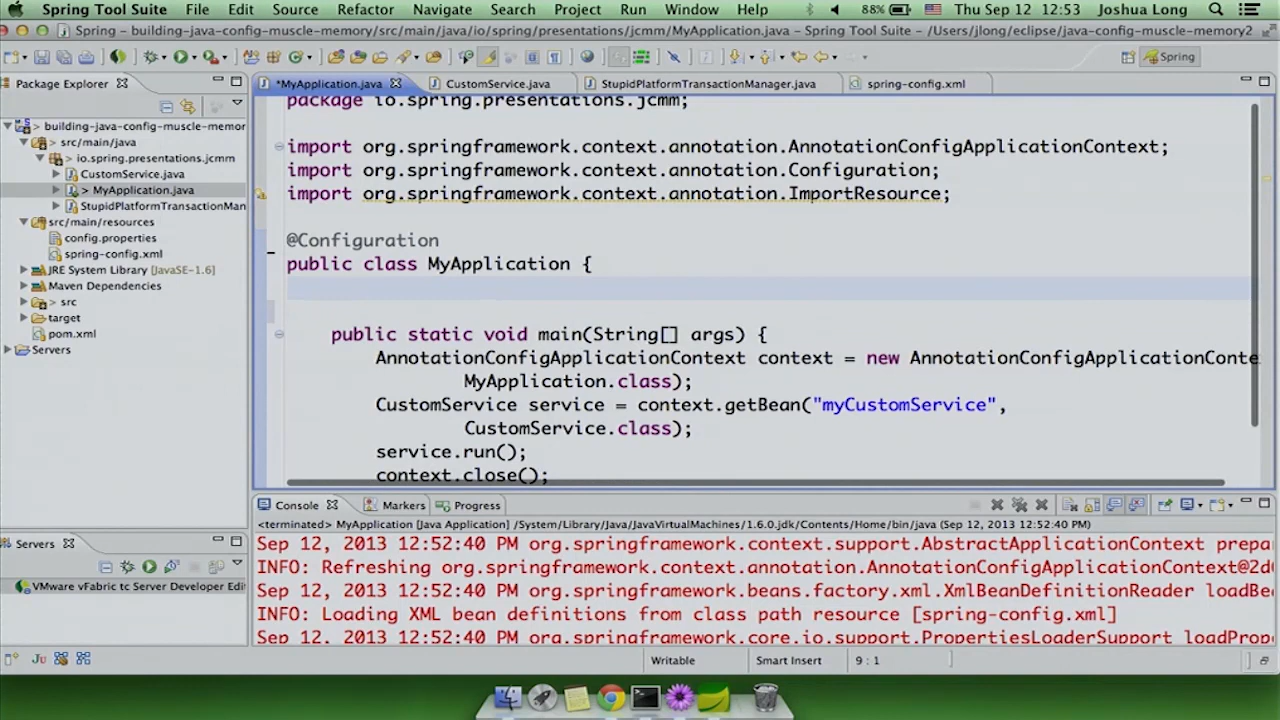 Spring Tool Suite File Edit Source Refactor Navigate Search Project Run Window Help 88% Thu Sep 12 12:53 Joshua Long
Spring - building-java-config-muscle-memory/src/main/java/io/spring/presentations/jcmm/MyApplication.java - Spring Tool Suite - /Users/jlong/eclipse/java-config-muscle-memory2
Spring
Package Explorer
building-java-config-muscle-memor
> src/main/java
> io.spring.presentations.jcmm
CustomService.java
> MyApplication.java
StupidPlatformTransactionMan
src/main/resources
config.properties
spring-config.xml
JRE System Library [JavaSE-1.6]
Maven Dependencies
> src
target
pom.xml
Servers
*MyApplication.java CustomService.java StupidPlatformTransactionManager.java spring-config.xml
package io.spring.presentations.jcmm;
import org.springframework.context.annotation.AnnotationConfigApplicationContext;
import org.springframework.context.annotation.Configuration;
import org.springframework.context.annotation.ImportResource;
@Configuration
public class MyApplication {
public static void main(String[] args) {
AnnotationConfigApplicationContext context = new AnnotationConfigApplicationConte
MyApplication.class);
CustomService service = context.getBean("myCustomService",
CustomService.class);
service.run();
context.close();
Servers
VMware vFabric tc Server Developer Edit
Console Markers Progress
<terminated> MyApplication [Java Application] /System/Library/Java/JavaVirtualMachines/1.6.0.jdk/Contents/Home/bin/java (Sep 12, 2013 12:52:40 PM)
Sep 12, 2013 12:52:40 PM org.springframework.context.support.AbstractApplicationContext prepar
INFO: Refreshing org.springframework.context.annotation.AnnotationConfigApplicationContext@2d
Sep 12, 2013 12:52:40 PM org.springframework.beans.factory.xml.XmlBeanDefinitionReader loadBe
INFO: Loading XML bean definitions from class path resource [spring-config.xml]
Sep 12, 2013 12:52:40 PM org.springframework.core.io.support.PropertiesLoaderSupport loadProp
Writable Smart Insert 9 : 1